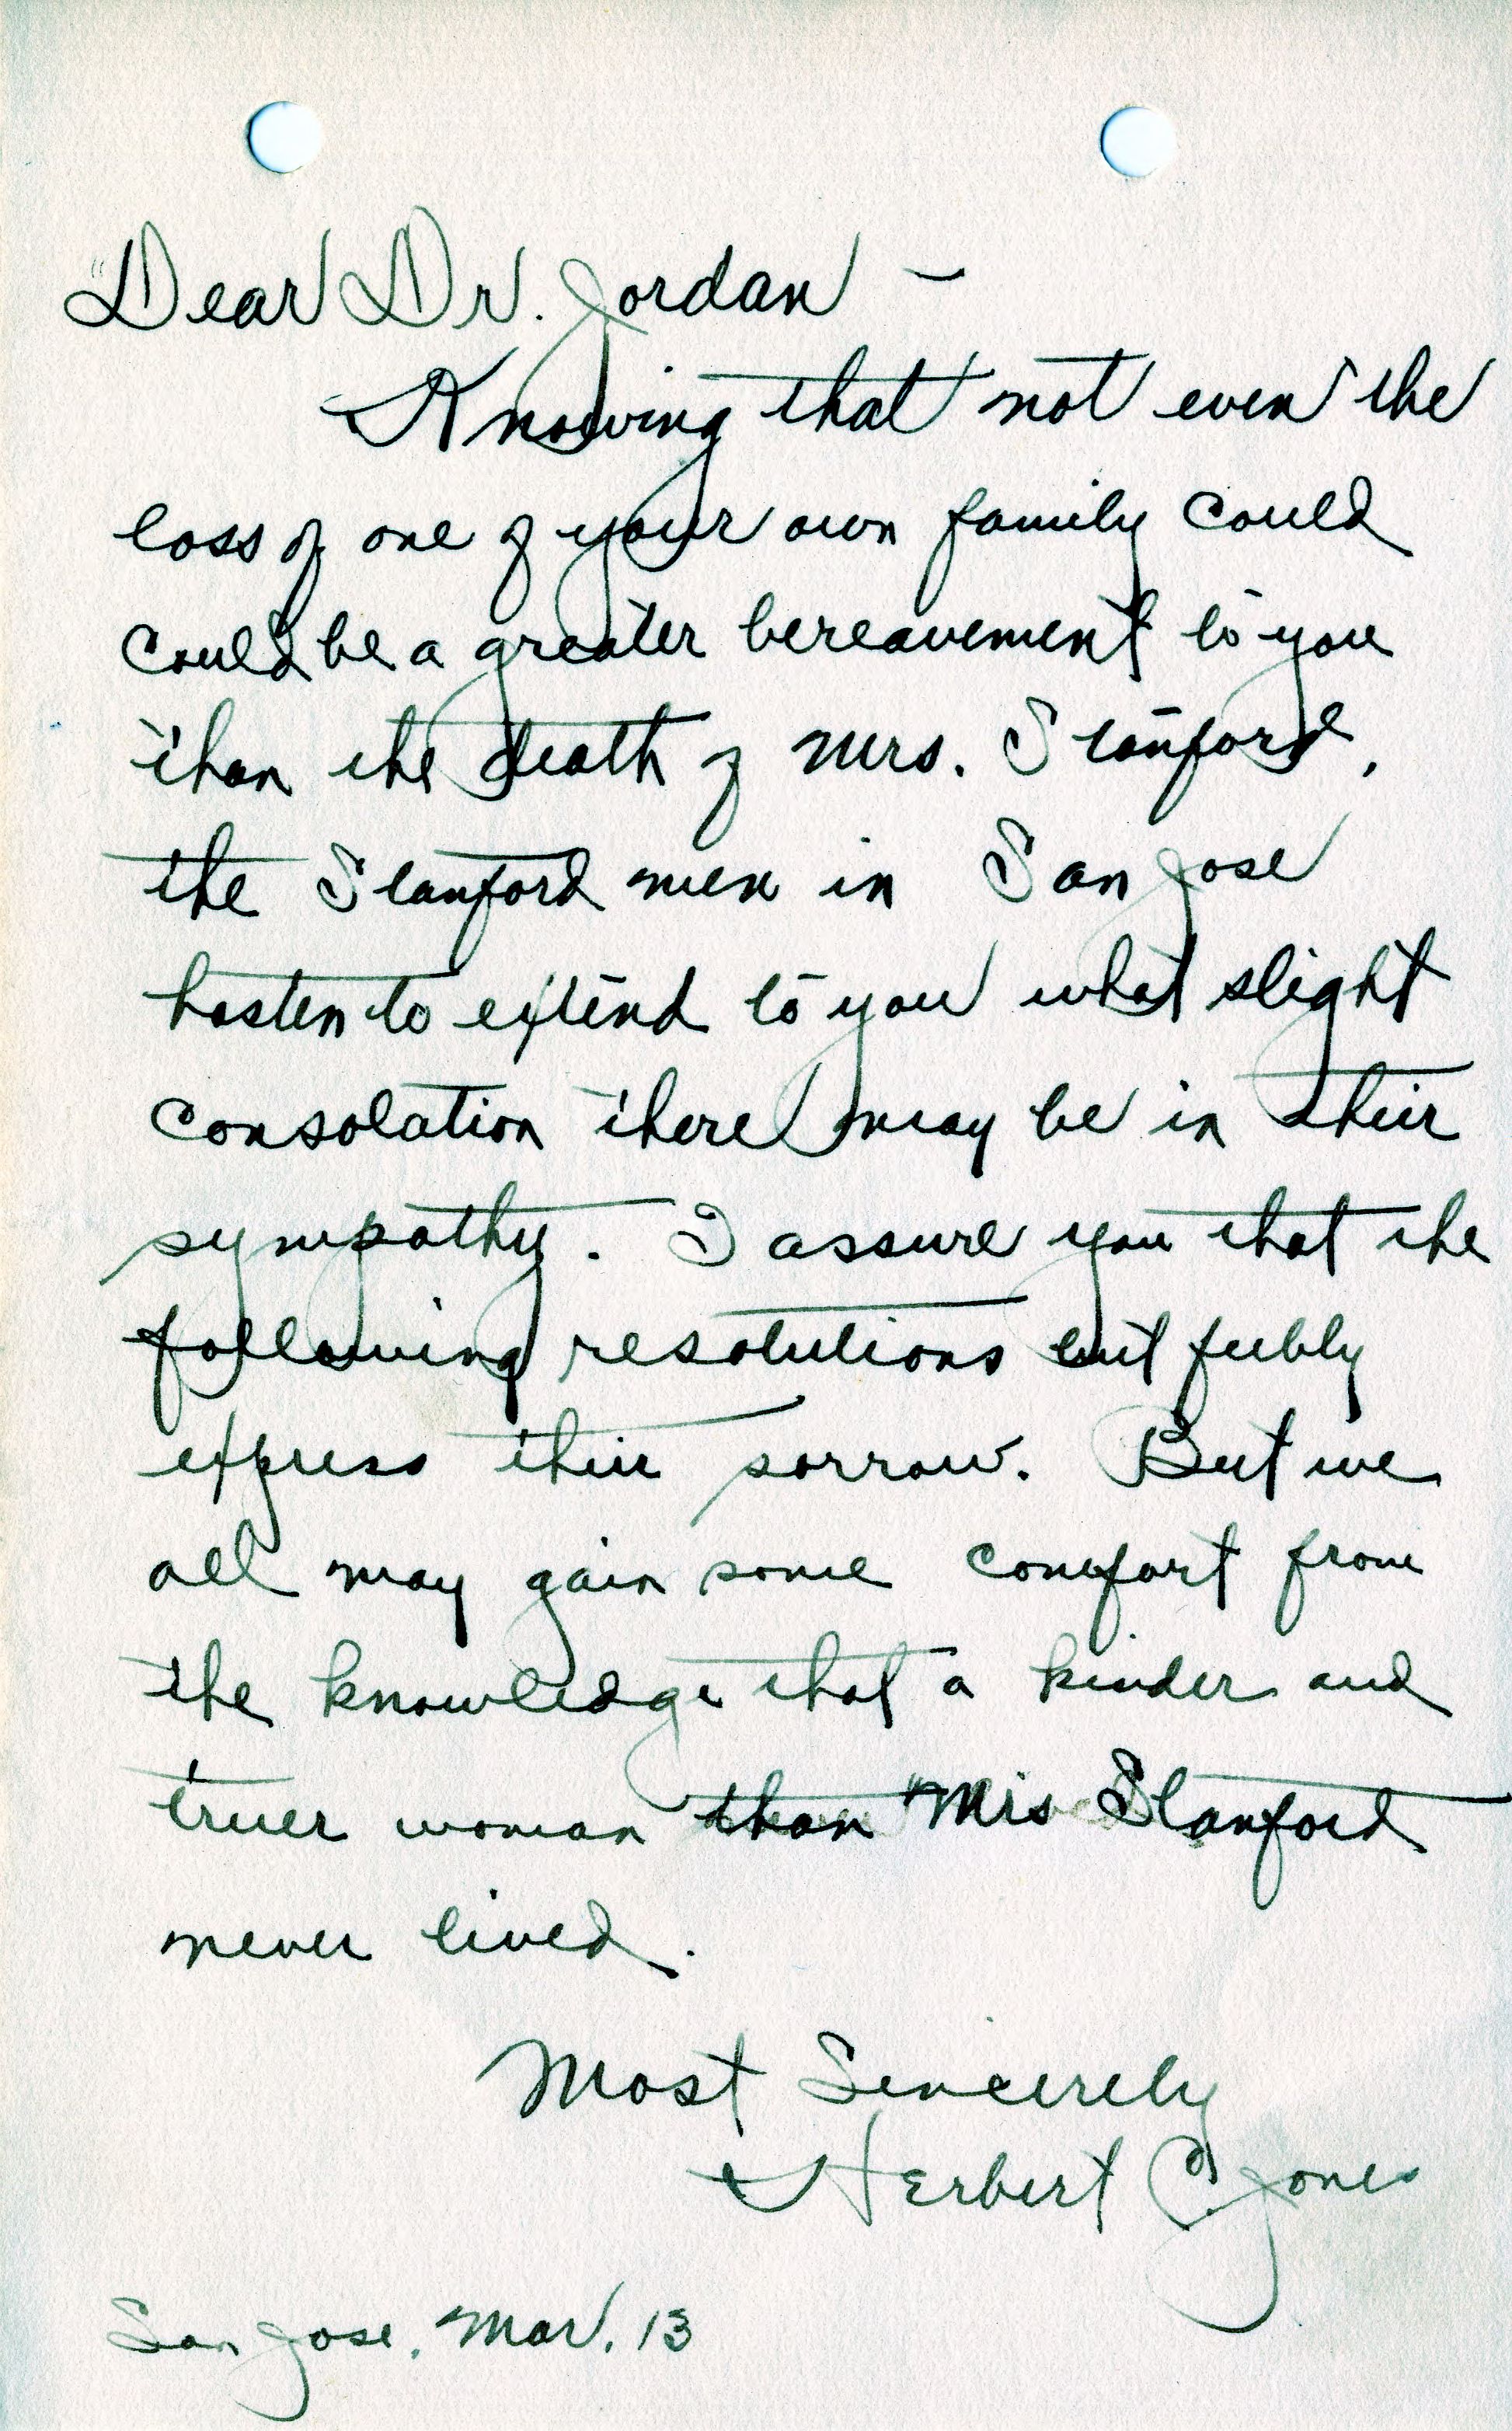 "Dear Dr. Jordan –
Knowing that not even the
loss of one of your own family could
could be a greater bereavement to you
than the death of Mrs. Stanford,
the Stanford men in San Jose
hasten to extend to you what slight
consolation there may be in their
sympathy. I assure you that the
following resolutions but feebly
express their sorrow. But we
all may gain some comfort from
the knowledge that a kinder and
truer woman than "Mrs Stanford
never lived.
Most Sincerely
Herbert C. Jones
San Jose, Mar. 13